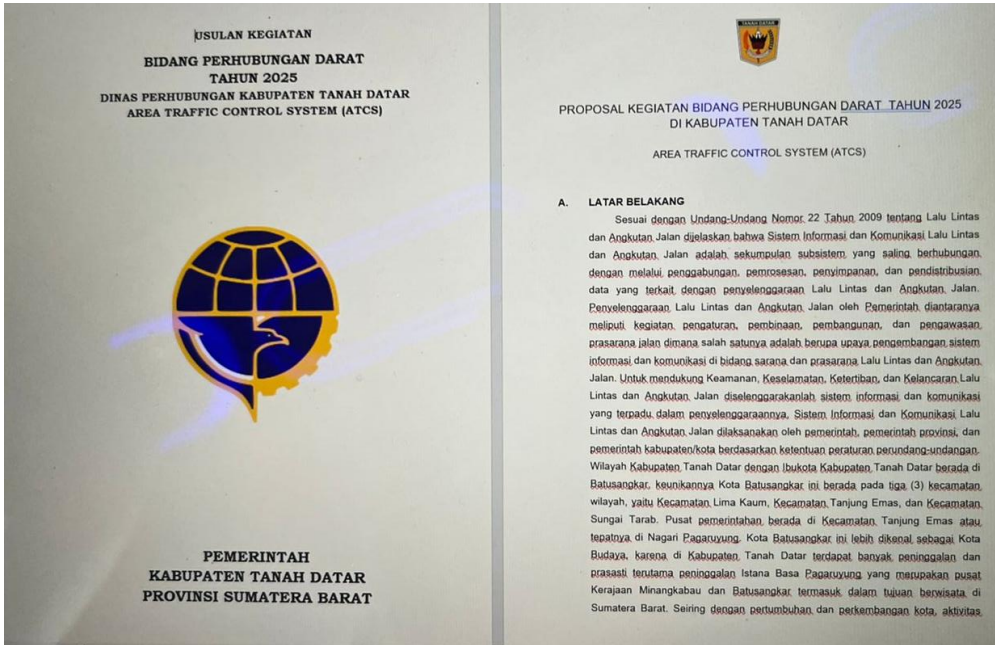 USULAN KEGIATAN
BIDANG PERHUBUNGAN DARAT
TAHUN 2025
DINAS PERHUBUNGAN KABUPATEN TANAH DATAR
AREA TRAFFIC CONTROL SYSTEM (ATCS)
PEMERINTAH
KABUPATEN TANAH DATAR
PROVINSI SUMATERA BARAT
TANAH DATAR
PROPOSAL KEGIATAN BIDANG PERHUBUNGAN DARAT TAHUN 2025
DI KABUPATEN TANAH DATAR
AREA TRAFFIC CONTROL SYSTEM (ATCS)
A. LATAR BELAKANG
Sesuai dengan Undang-Undang Nomor 22 Tahun 2009 tentang Lalu Lintas
dan Angkutan Jalan dijelaskan bahwa Sistem Informasi dan Komunikasi Lalu Lintas
dan Angkutan Jalan adalah sekumpulan subsistem yang saling berhubungan
dengan melalui penggabungan, pemrosesan, penyimpanan, dan pendistribusian
data yang terkait dengan penyelenggaraan Lalu Lintas dan Angkutan Jalan.
Penyelenggaraan Lalu Lintas dan Angkutan Jalan oleh Pemerintah diantaranya
meliputi kegiatan pengaturan, pembinaan, pembangunan, dan pengawasan
prasarana jalan dimana salah satunya adalah berupa upaya pengembangan sistem
informasi dan komunikasi di bidang sarana dan prasarana Lalu Lintas dan Angkutan
Jalan. Untuk mendukung Keamanan, Keselamatan, Ketertiban, dan Kelancaran Lalu
Lintas dan Angkutan Jalan diselenggarakanlah sistem informasi dan komunikasi
yang terpadu dalam penyelenggaraannya, Sistem Informasi dan Komunikasi Lalu
Lintas dan Angkutan Jalan dilaksanakan oleh pemerintah, pemerintah provinsi, dan
pemerintah kabupaten/kota berdasarkan ketentuan peraturan perundang-undangan.
Wilayah Kabupaten Tanah Datar dengan Ibukota Kabupaten Tanah Datar berada di
Batusangkar, keunikannya Kota Batusangkar ini berada pada tiga (3) kecamatan
wilayah, yaitu Kecamatan Lima Kaum, Kecamatan Tanjung Emas, dan Kecamatan
Sungai Tarab. Pusat pemerintahan berada di Kecamatan Tanjung Emas atau
tepatnya di Nagari Pagaruyung. Kota Batusangkar ini lebih dikenal sebagai Kota
Budaya, karena di Kabupaten Tanah Datar terdapat banyak peninggalan dan
prasasti terutama peninggalan Istana Basa Pagaruyung yang merupakan pusat
Kerajaan Minangkabau dan Batusangkar termasuk dalam tujuan berwisata di
Sumatera Barat. Seiring dengan pertumbuhan dan perkembangan kota, aktivitas